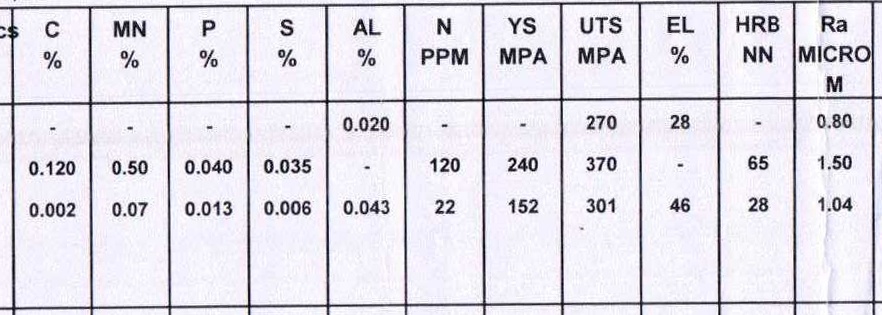 cs C MN P S AL N YS UTS EL HRB Ra
% % % % % PPM MPA MPA % NN MICRO
M
- - - - 0.020 - - 270 28 - 0.80
0.120 0.50 0.040 0.035 - 120 240 370 - 65 1.50
0.002 0.07 0.013 0.006 0.043 22 152 301 46 28 1.04